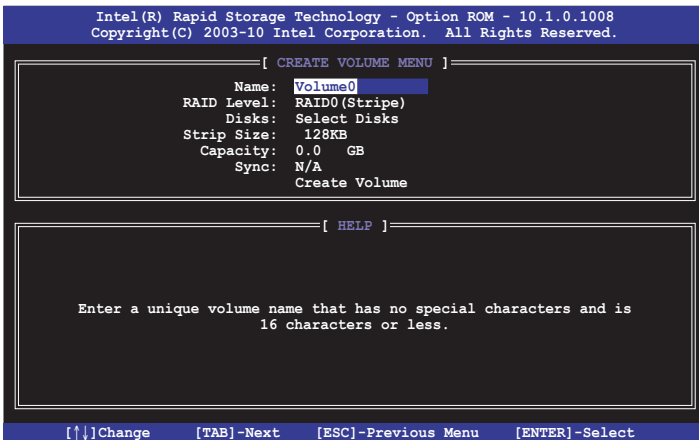 Intel(R) Rapid Storage Technology - Option ROM - 10.1.0.1008
Copyright(C) 2003-10 Intel Corporation. All Rights Reserved.
[ CREATE VOLUME MENU ]
Name: Volume0
RAID Level: RAID0(Stripe)
Disks: Select Disks
Strip Size: 128KB
Capacity: 0.0 GB
Sync: N/A
Create Volume
[ HELP ]
Enter a unique volume name that has no special characters and is
16 characters or less.
[↑↓]Change [TAB]-Next [ESC]-Previous Menu [ENTER]-Select